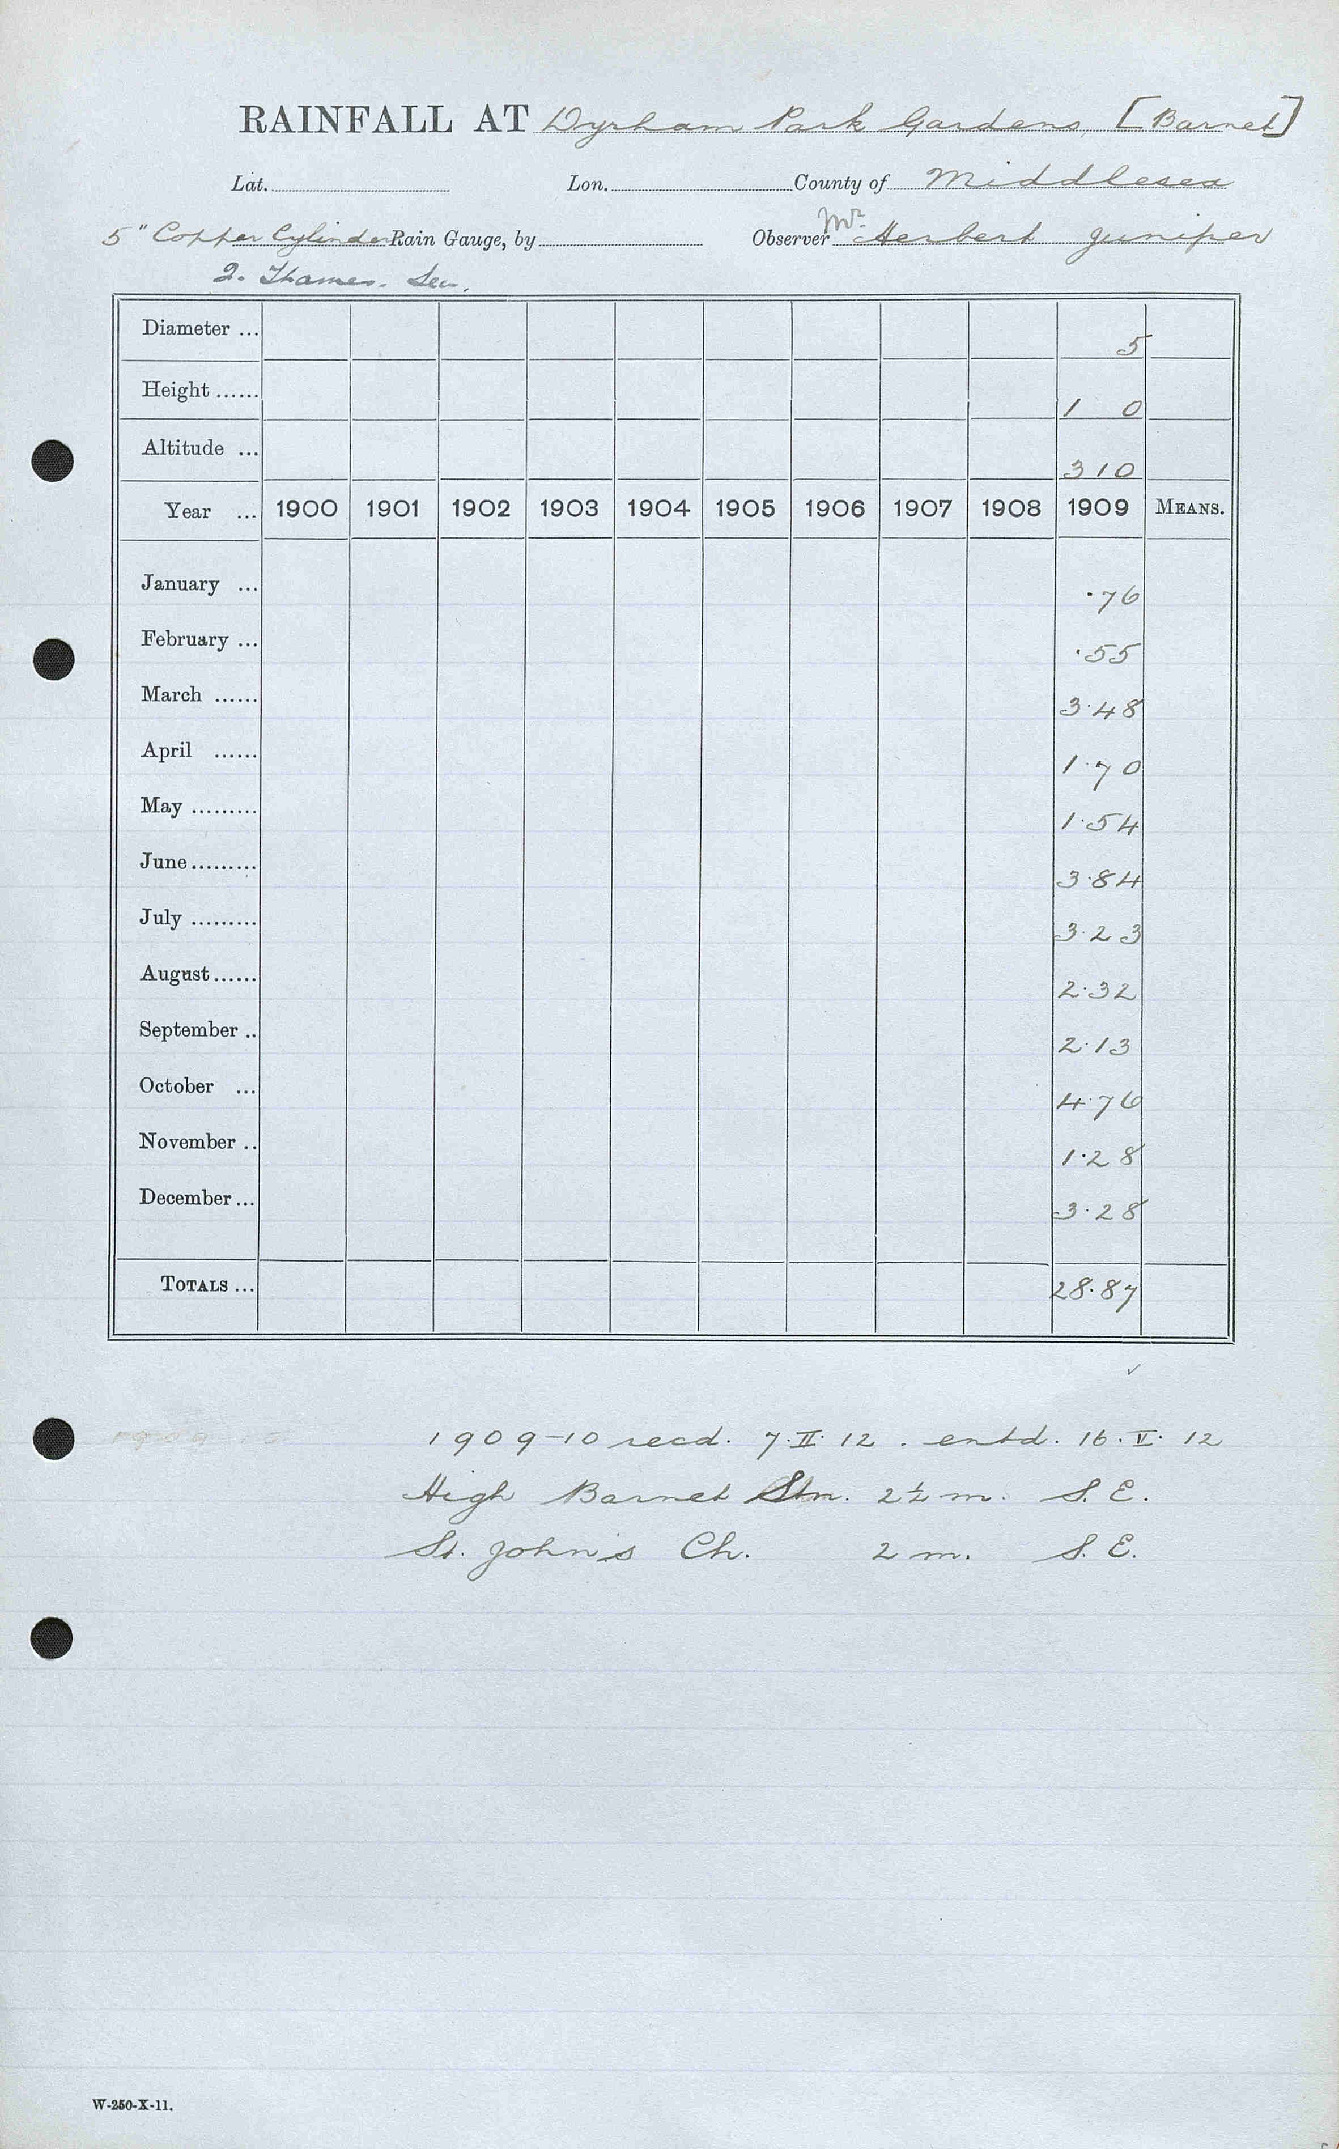 RAINFALL AT Dyrham Park Gardens, [Barnet]
Lat. Lon. County of Middlesex
5" Copper Cylinder Rain Gauge, by Observer Mr. Herbert Juniper
2. Thames. Lea.
Diameter ... 5
Height ...... 1 0
Altitude ... 310
Year ... 1900 1901 1902 1903 1904 1905 1906 1907 1908 1909 MEANS.
January ... ·76
February ... ·55
March ...... 3·48
April ...... 1·70
May ......... 1·54
June ......... 3·84
July ......... 3·23
August ...... 2·32
September .. 2·13
October ... 4·76
November .. 1·28
December ... 3·28
TOTALS ... 28·87
✓
1909-10 recd. 7·II·12. entd. 16·V·12
High Barnet Stn. 2½ m. S.E.
St. John's Ch. 2 m. S.E.
W-250-X-11.